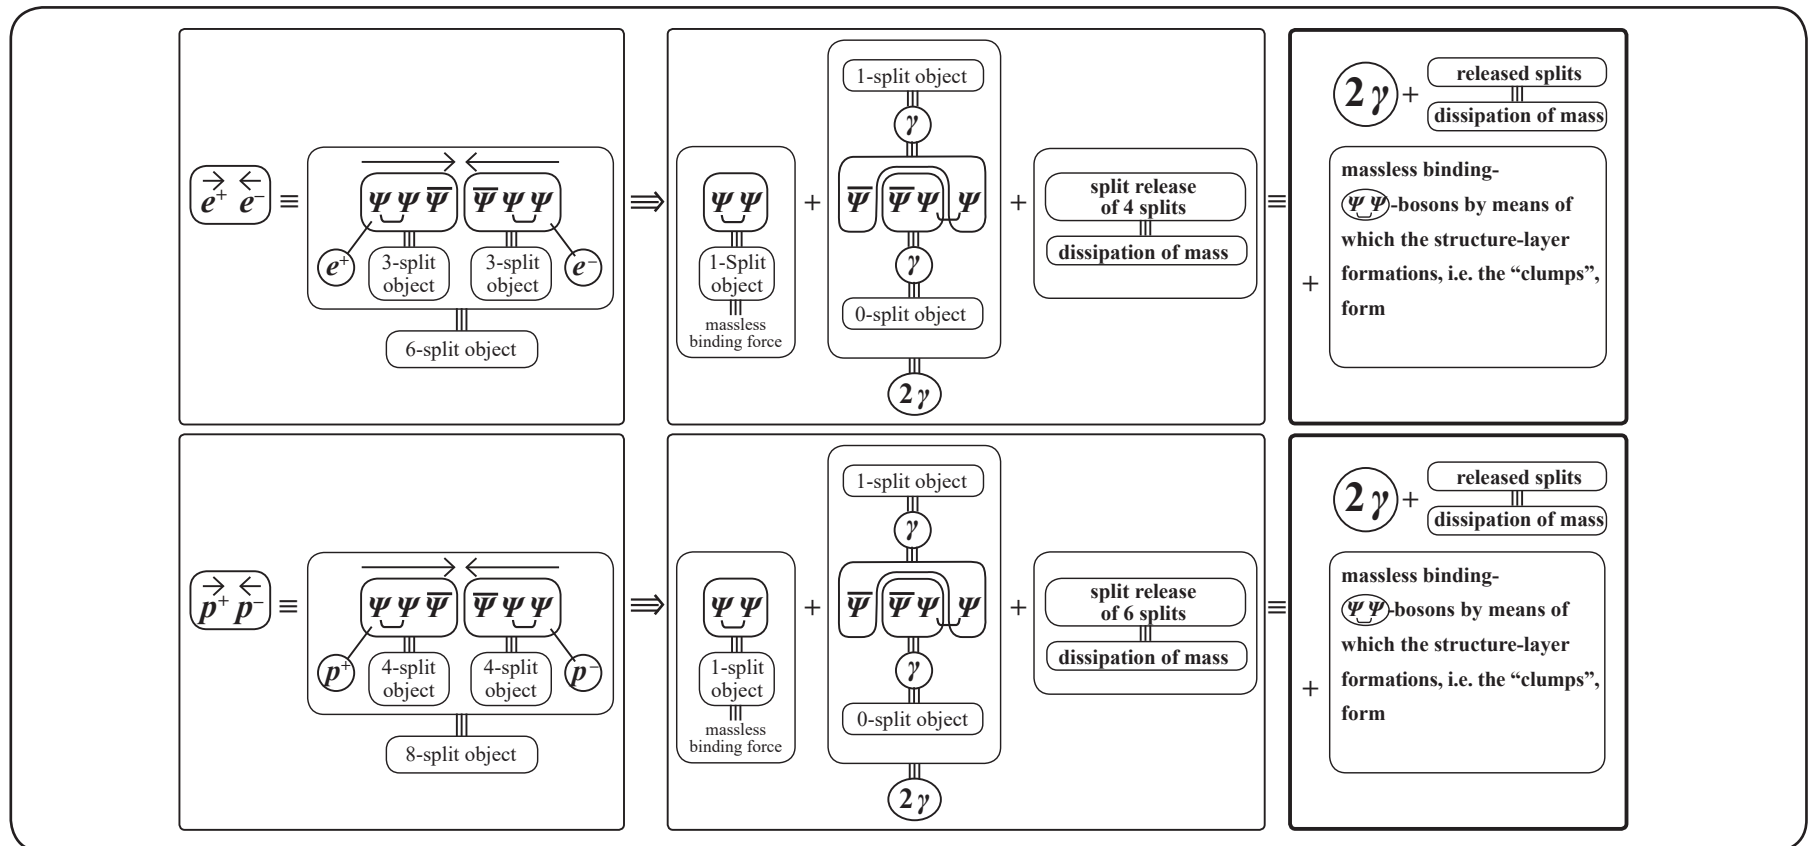 e⁺ e⁻ ≡
Ψ Ψ Ψ̅ Ψ̅ Ψ Ψ
e⁺ 3-split object 3-split object e⁻
6-split object
⇒
Ψ Ψ
1-Split
object
massless
binding force
+
1-split object
γ
Ψ̅ Ψ̅ Ψ Ψ
γ
0-split object
2γ
+
split release
of 4 splits
dissipation of mass
≡
2γ +
released splits
dissipation of mass
+
massless binding-
ΨΨ-bosons by means of
which the structure-layer
formations, i.e. the “clumps”,
form
p⁺ p⁻ ≡
Ψ Ψ Ψ̅ Ψ̅ Ψ Ψ
p⁺ 4-split object 4-split object p⁻
8-split object
⇒
Ψ Ψ
1-split
object
massless
binding force
+
1-split object
γ
Ψ̅ Ψ̅ Ψ Ψ
γ
0-split object
2γ
+
split release
of 6 splits
dissipation of mass
≡
2γ +
released splits
dissipation of mass
+
massless binding-
ΨΨ-bosons by means of
which the structure-layer
formations, i.e. the “clumps”,
form